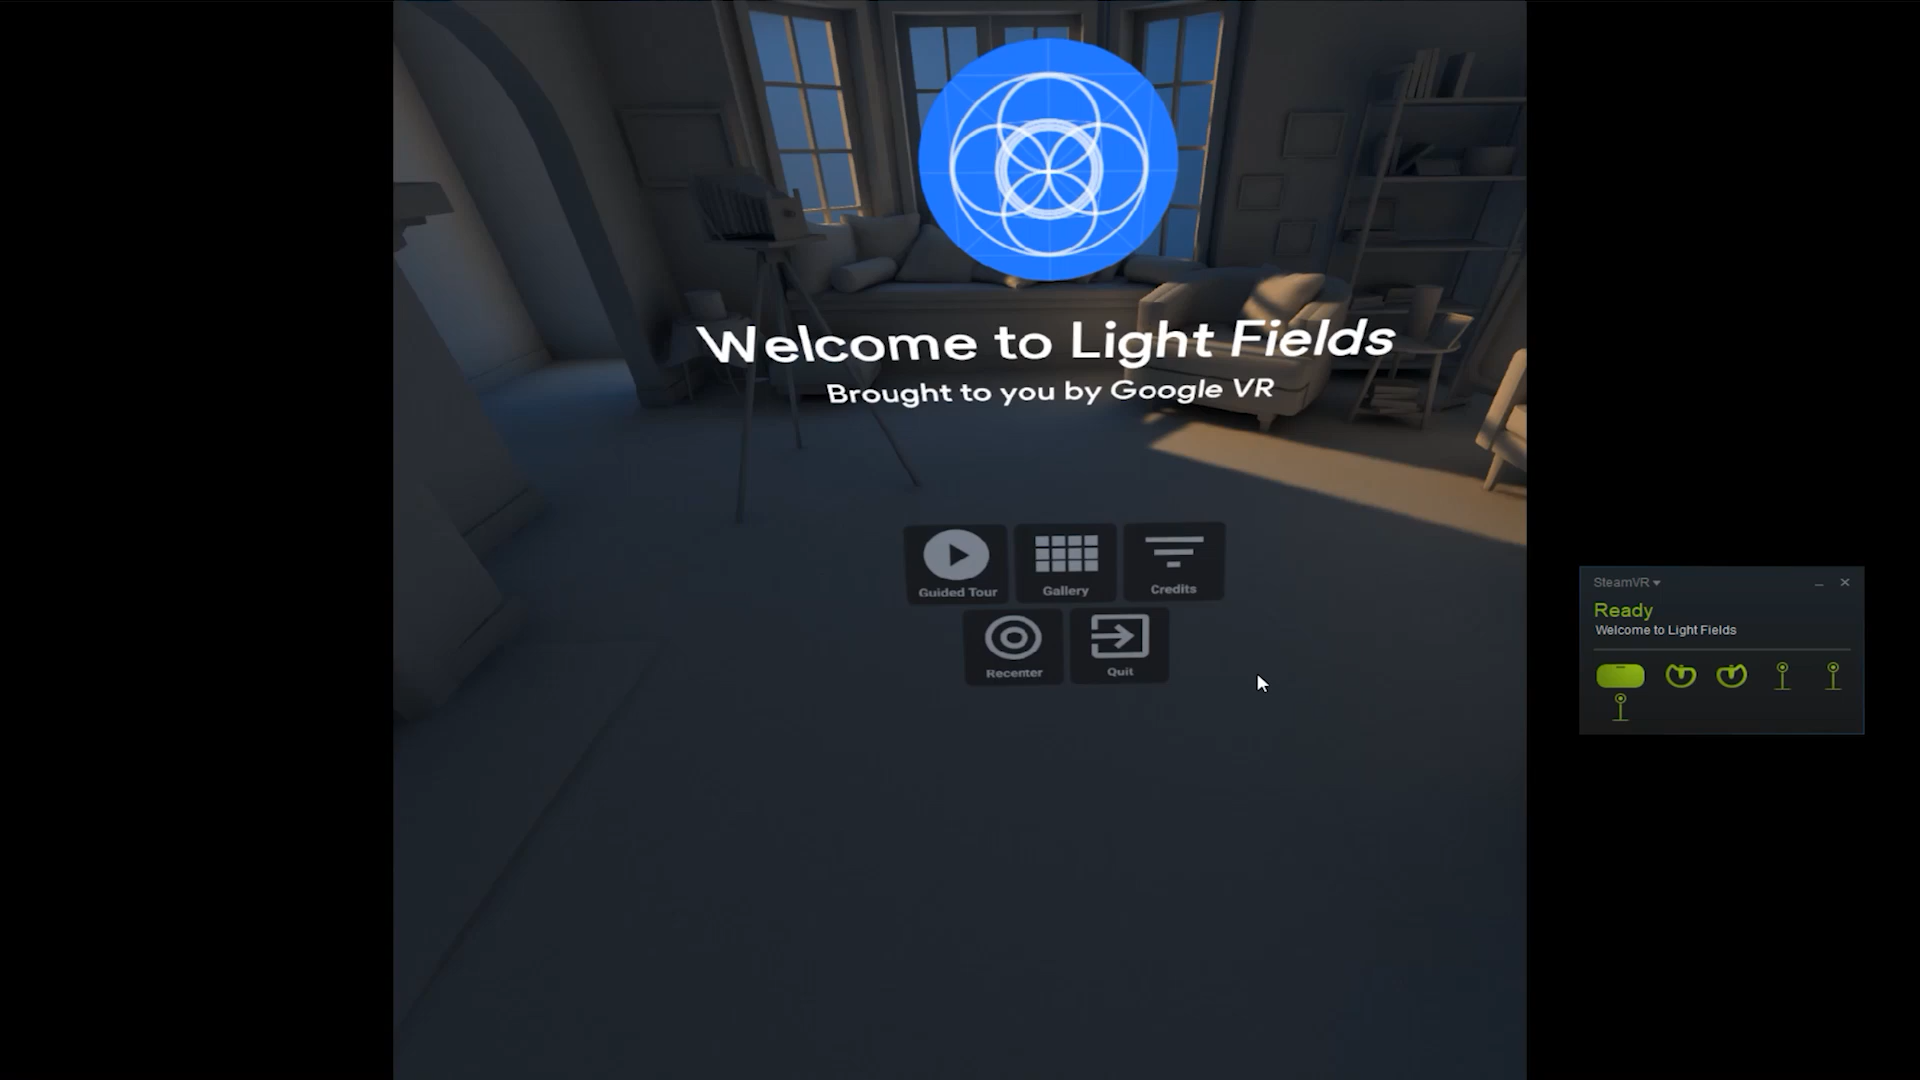 Welcome to Light Fields
Brought to you by Google VR
Guided Tour
Gallery
Credits
Recenter
Quit
SteamVR
Ready
Welcome to Light Fields